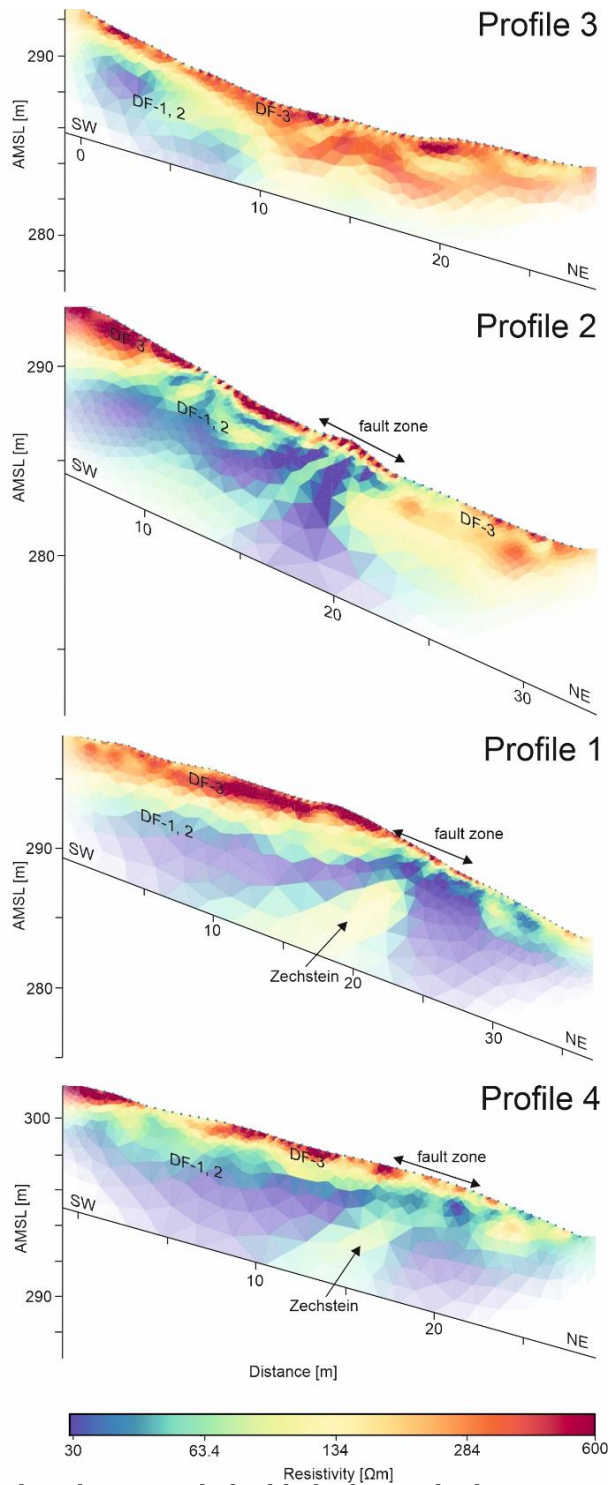 Profile 3
290
AMSL [m]
DF-1, 2
DF-3
SW
0
280
10
20
NE
Profile 2
DF-3
290
fault zone
DF-1, 2
AMSL [m]
SW
DF-3
10
280
20
30
NE
Profile 1
DF-3
DF-1, 2
fault zone
290
AMSL [m]
SW
10
Zechstein
20
280
30
NE
Profile 4
300
DF-3
fault zone
DF-1, 2
AMSL [m]
SW
10
290
Zechstein
20
NE
Distance [m]
30 63.4 134 284 600
Resistivity [Ωm]